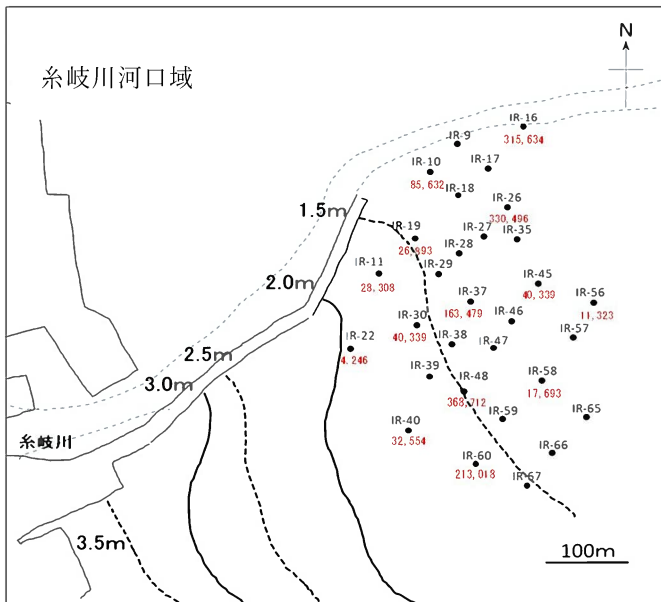 N
糸岐川河口域
IR-16
315,634
IR-9
IR-10
85,632
IR-17
IR-18
IR-26
330,496
1.5m
IR-19
26,893
IR-27
IR-35
IR-28
IR-11
28,308
IR-29
2.0m
IR-45
40,339
IR-37
163,479
IR-56
11,323
IR-30
40,339
IR-46
IR-22
4,246
IR-38
IR-47
IR-57
2.5m
3.0m
IR-39
IR-48
368,312
IR-58
17,693
IR-40
32,554
IR-59
IR-65
糸岐川
IR-60
213,018
IR-66
IR-67
3.5m
100m